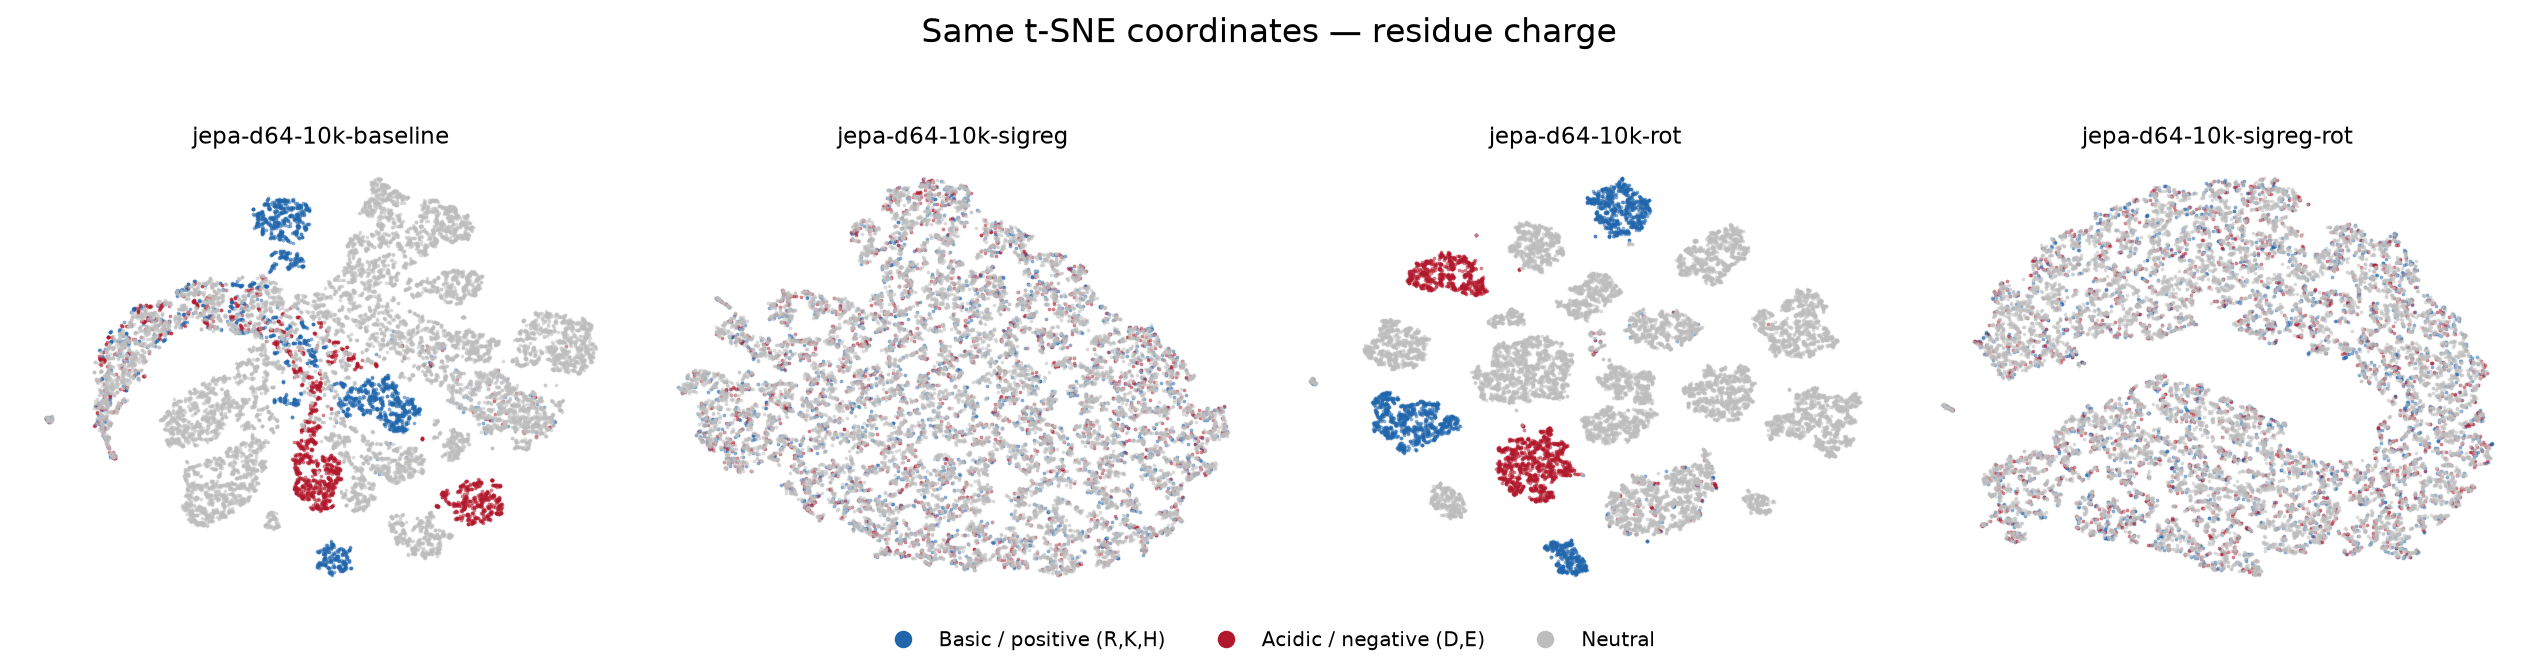 Same t-SNE coordinates — residue charge
jepa-d64-10k-baseline
jepa-d64-10k-sigreg
jepa-d64-10k-rot
jepa-d64-10k-sigreg-rot
Basic / positive (R,K,H)
Acidic / negative (D,E)
Neutral